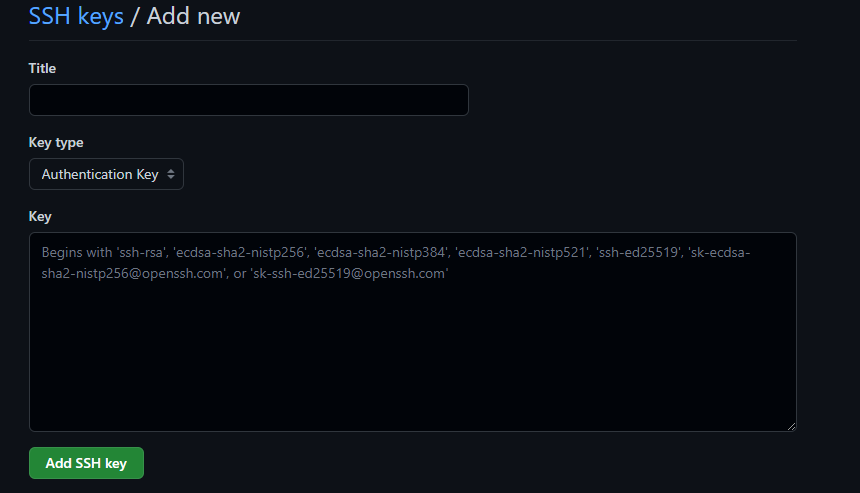 SSH keys / Add new
Title
Key type
Authentication Key
Key
Begins with 'ssh-rsa', 'ecdsa-sha2-nistp256', 'ecdsa-sha2-nistp384', 'ecdsa-sha2-nistp521', 'ssh-ed25519', 'sk-ecdsa-
sha2-nistp256@openssh.com', or 'sk-ssh-ed25519@openssh.com'
Add SSH key